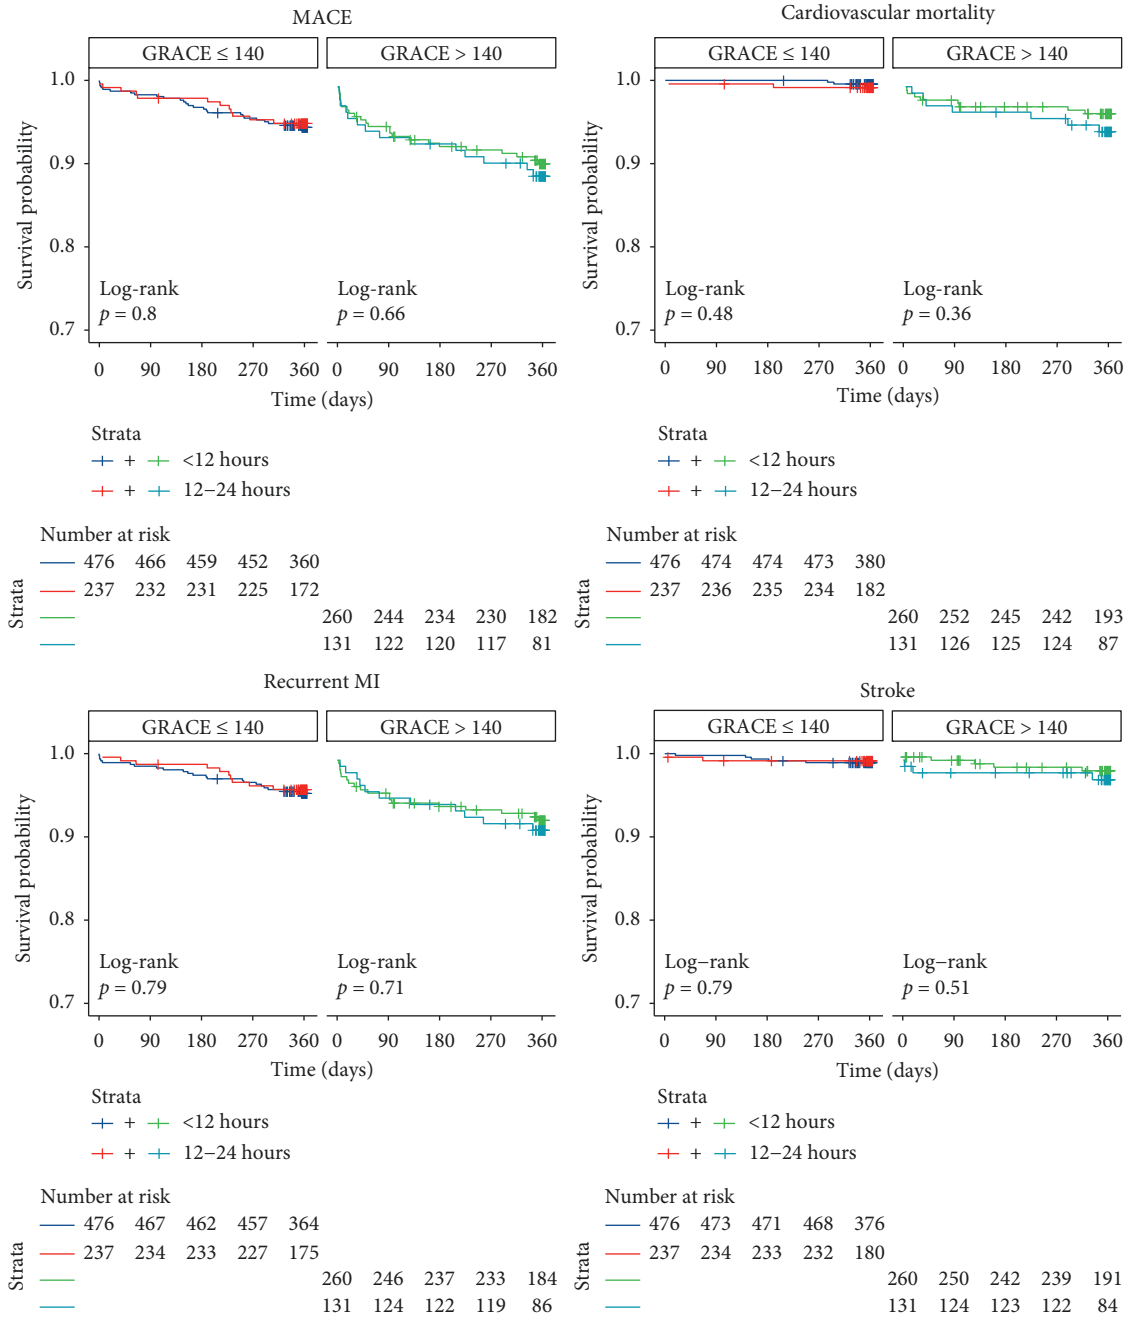 MACE
GRACE ≤ 140
GRACE > 140
1.0
0.9
0.8
0.7
Survival probability
Log-rank
p = 0.8
Log-rank
p = 0.66
0 90 180 270 360
0 90 180 270 360
Time (days)
Strata
+ <12 hours
+ 12–24 hours
Number at risk
Strata
476 466 459 452 360
237 232 231 225 172
260 244 234 230 182
131 122 120 117 81
Cardiovascular mortality
GRACE ≤ 140
GRACE > 140
1.0
0.9
0.8
0.7
Survival probability
Log-rank
p = 0.48
Log-rank
p = 0.36
0 90 180 270 360
0 90 180 270 360
Time (days)
Strata
+ <12 hours
+ 12–24 hours
Number at risk
Strata
476 474 474 473 380
237 236 235 234 182
260 252 245 242 193
131 126 125 124 87
Recurrent MI
GRACE ≤ 140
GRACE > 140
1.0
0.9
0.8
0.7
Survival probability
Log-rank
p = 0.79
Log-rank
p = 0.71
0 90 180 270 360
0 90 180 270 360
Time (days)
Strata
+ <12 hours
+ 12–24 hours
Number at risk
Strata
476 467 462 457 364
237 234 233 227 175
260 246 237 233 184
131 124 122 119 86
Stroke
GRACE ≤ 140
GRACE > 140
1.0
0.9
0.8
0.7
Survival probability
Log–rank
p = 0.79
Log–rank
p = 0.51
0 90 180 270 360
0 90 180 270 360
Time (days)
Strata
+ <12 hours
+ 12–24 hours
Number at risk
Strata
476 473 471 468 376
237 234 233 232 180
260 250 242 239 191
131 124 123 122 84